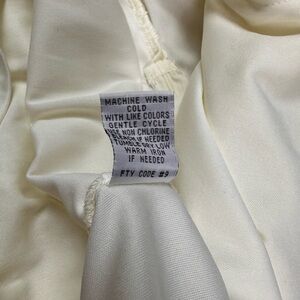 MACHINE WASH
COLD
WITH LIKE COLORS
GENTLE CYCLE
USE NON CHLORINE
BLEACH IF NEEDED
TUMBLE DRY LOW
WARM IRON
IF NEEDED
FTY CODE #9